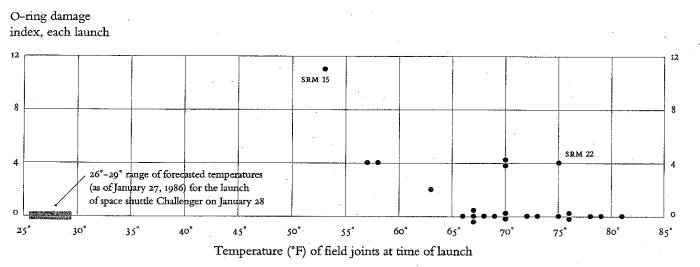 O-ring damage
index, each launch
12
12
SRM 15
8
8
SRM 22
4
4
26°–29° range of forecasted temperatures
(as of January 27, 1986) for the launch
of space shuttle Challenger on January 28
0
0
25° 30° 35° 40° 45° 50° 55° 60° 65° 70° 75° 80° 85°
Temperature (°F) of field joints at time of launch